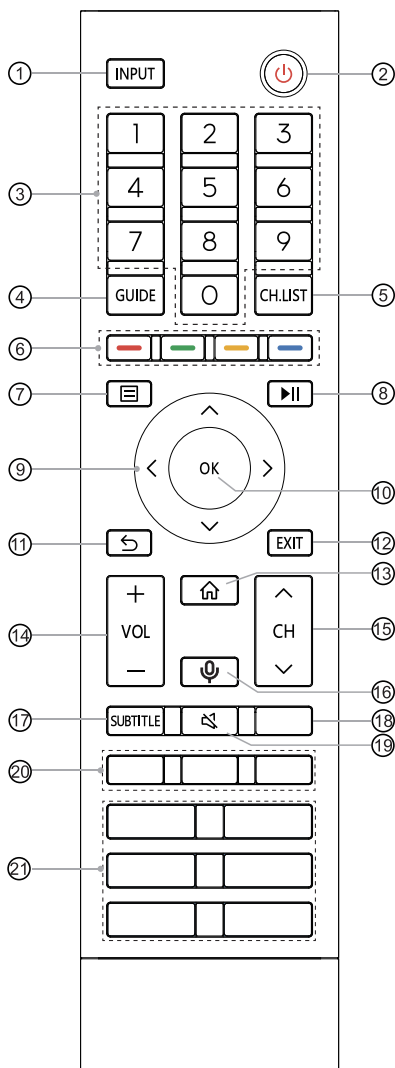 ① INPUT ②
1 2 3
③ 4 5 6
7 8 9
④ GUIDE 0 CH.LIST ⑤
⑥
⑦ ⑧
⑨ OK
⑩
⑪ EXIT ⑫
⑬
+
⑭ VOL CH ⑮
—
⑯
⑰ SUBTITLE ⑱
⑲
⑳
㉑